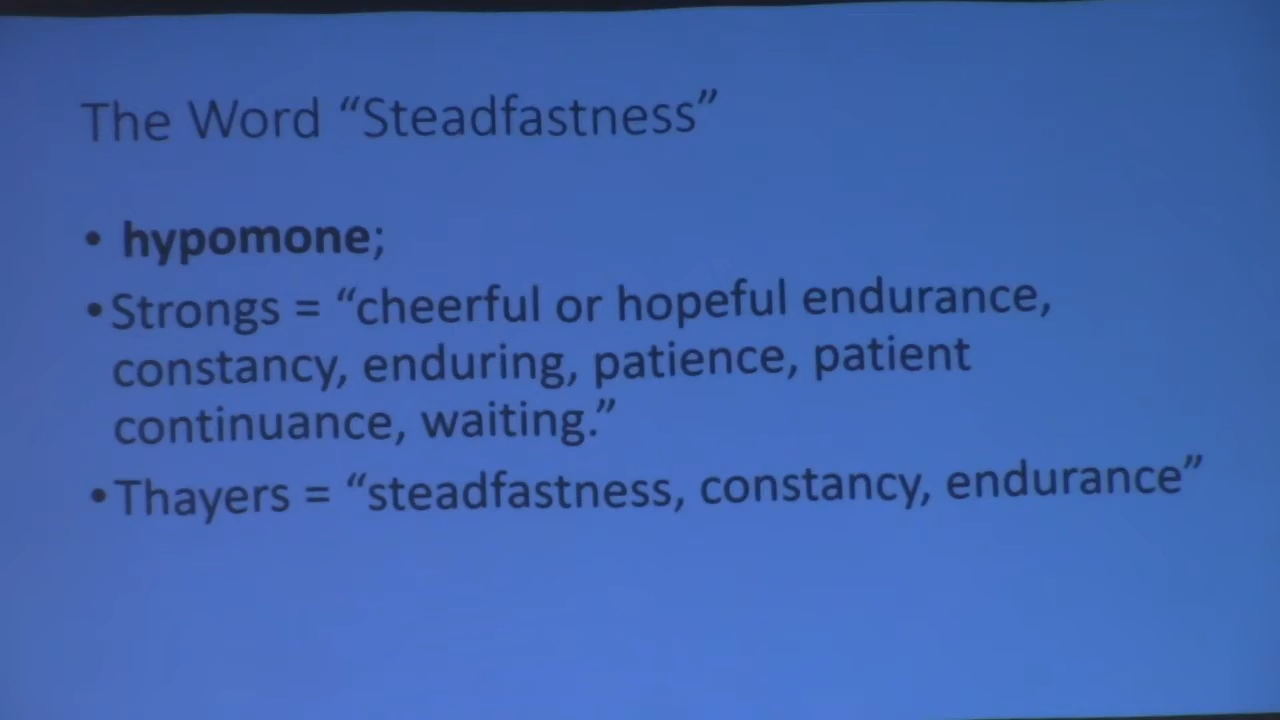 The Word “Steadfastness”
• hypomone;
• Strongs = “cheerful or hopeful endurance,
constancy, enduring, patience, patient
continuance, waiting.”
• Thayers = “steadfastness, constancy, endurance”